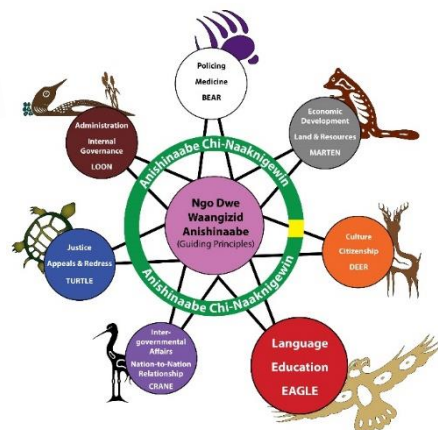 Policing
Medicine
BEAR
Economic
Development
Land & Resources
MARTEN
Culture
Citizenship
DEER
Language
Education
EAGLE
Inter-
governmental
Affairs
Nation-to-Nation
Relationship
CRANE
Justice
Appeals & Redress
TURTLE
Administration
Internal
Governance
LOON
Anishinaabe Chi-Naaknigewin
Ngo Dwe
Waangizid
Anishinaabe
(Guiding Principles)
Anishinaabe Chi-Naaknigewin